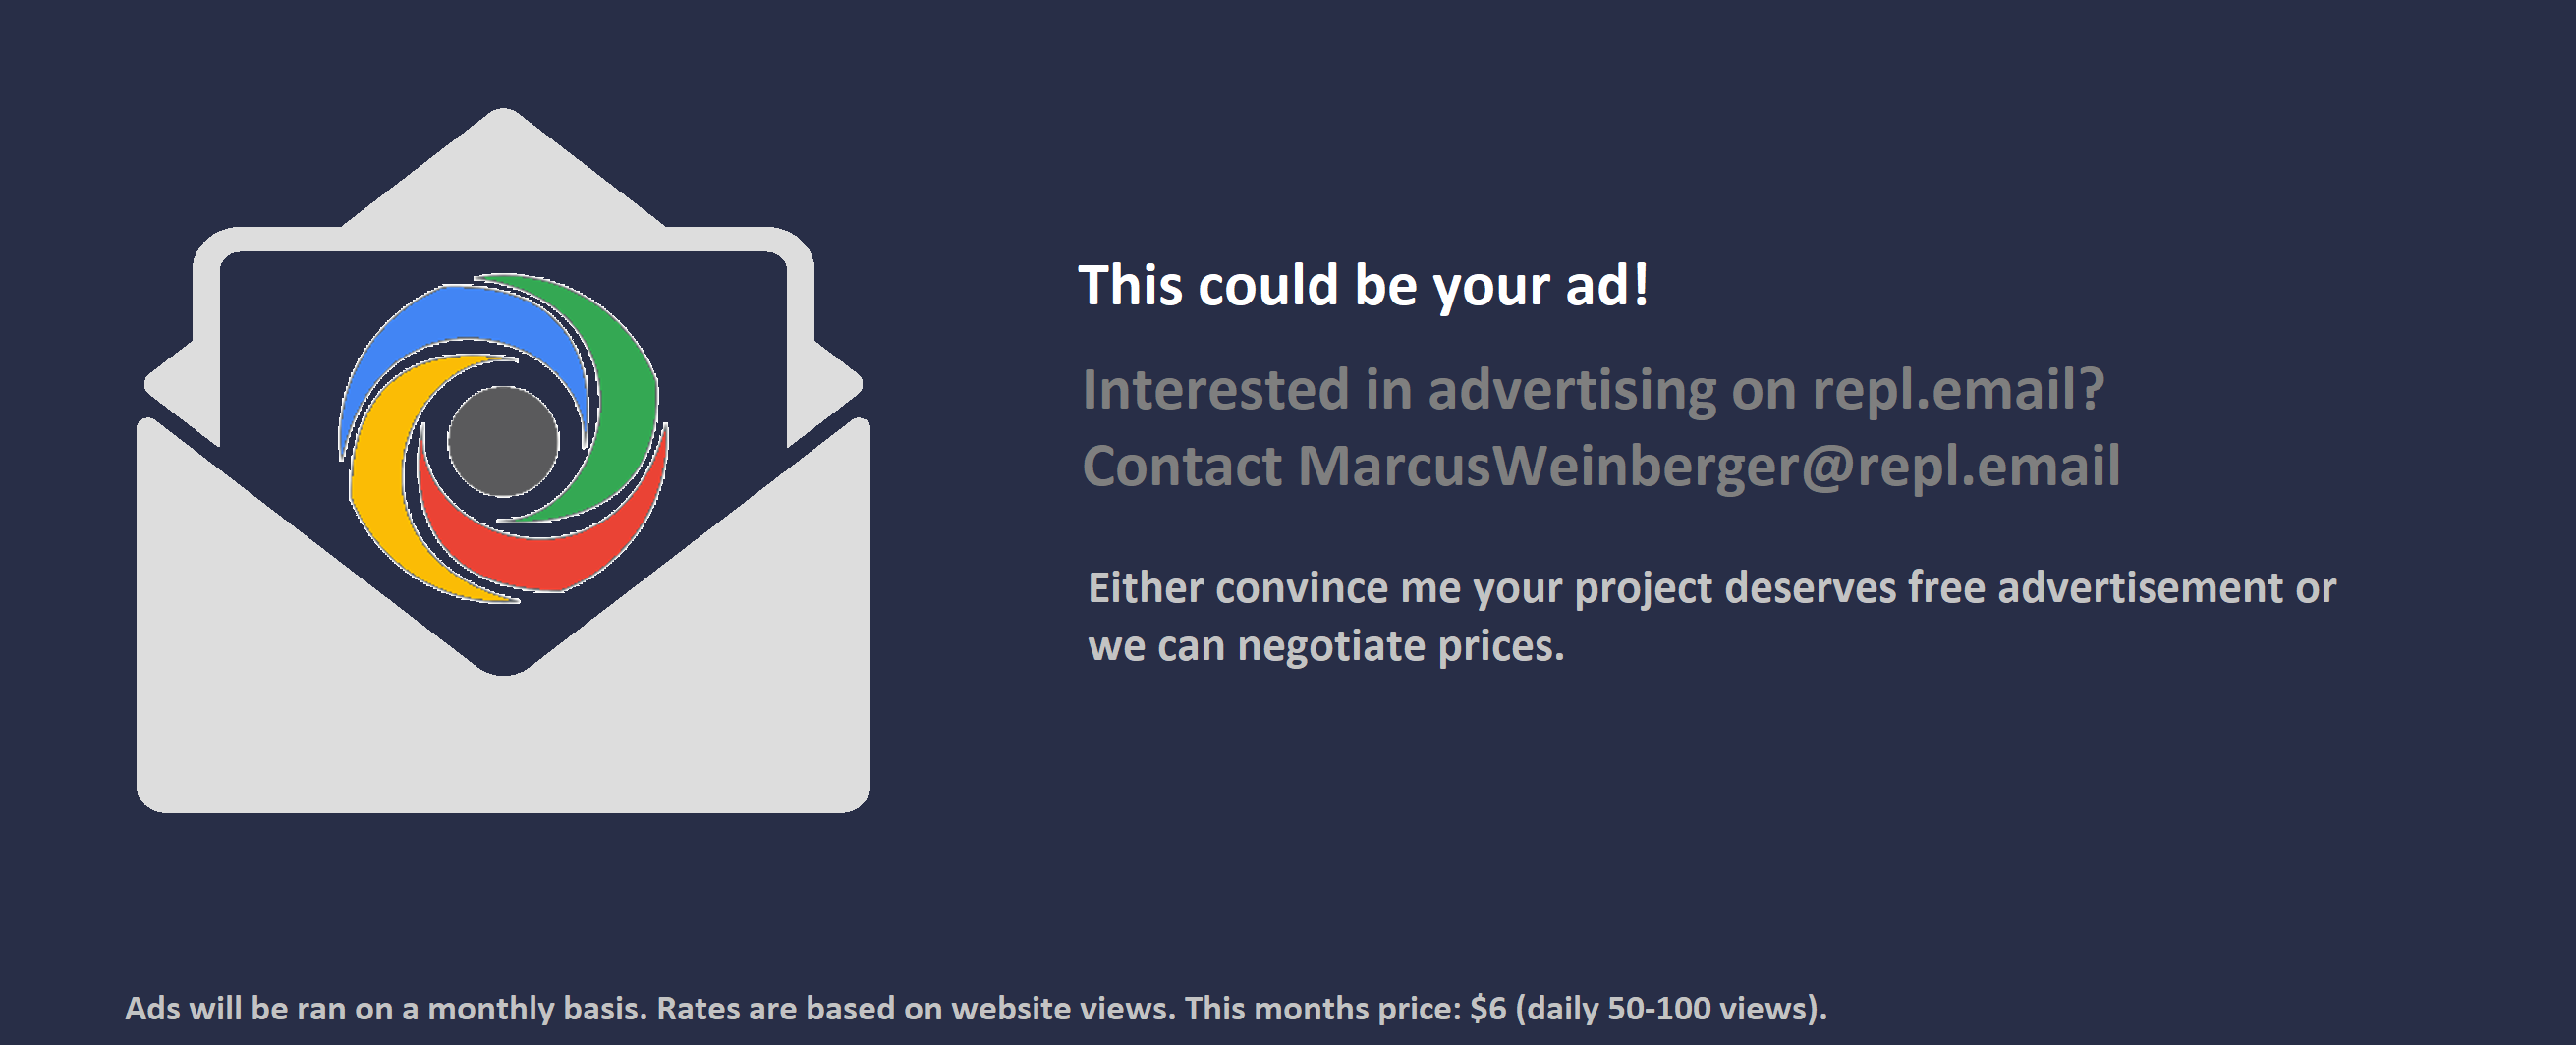 This could be your ad!
Interested in advertising on repl.email?
Contact MarcusWeinberger@repl.email
Either convince me your project deserves free advertisement or
we can negotiate prices.
Ads will be ran on a monthly basis. Rates are based on website views. This months price: $6 (daily 50-100 views).